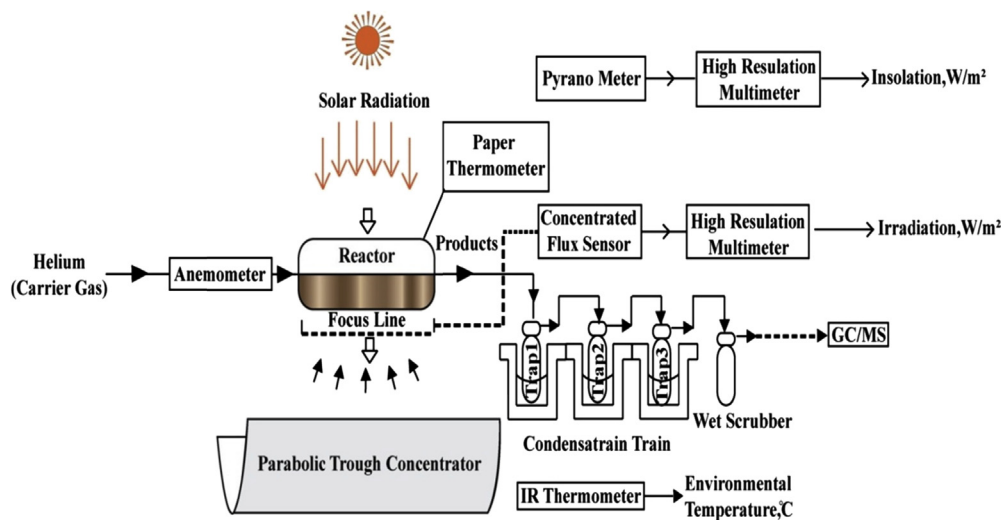 Solar Radiation
Pyrano Meter
High Resulation
Multimeter
Insolation,W/m²
Paper
Thermometer
Concentrated
Flux Sensor
High Resulation
Multimeter
Irradiation,W/m²
Helium
(Carrier Gas)
Anemometer
Reactor
Products
Focus Line
Trap1
Trap2
Trap3
GC/MS
Wet Scrubber
Condensatrain Train
Parabolic Trough Concentrator
IR Thermometer
Environmental
Temperature,℃